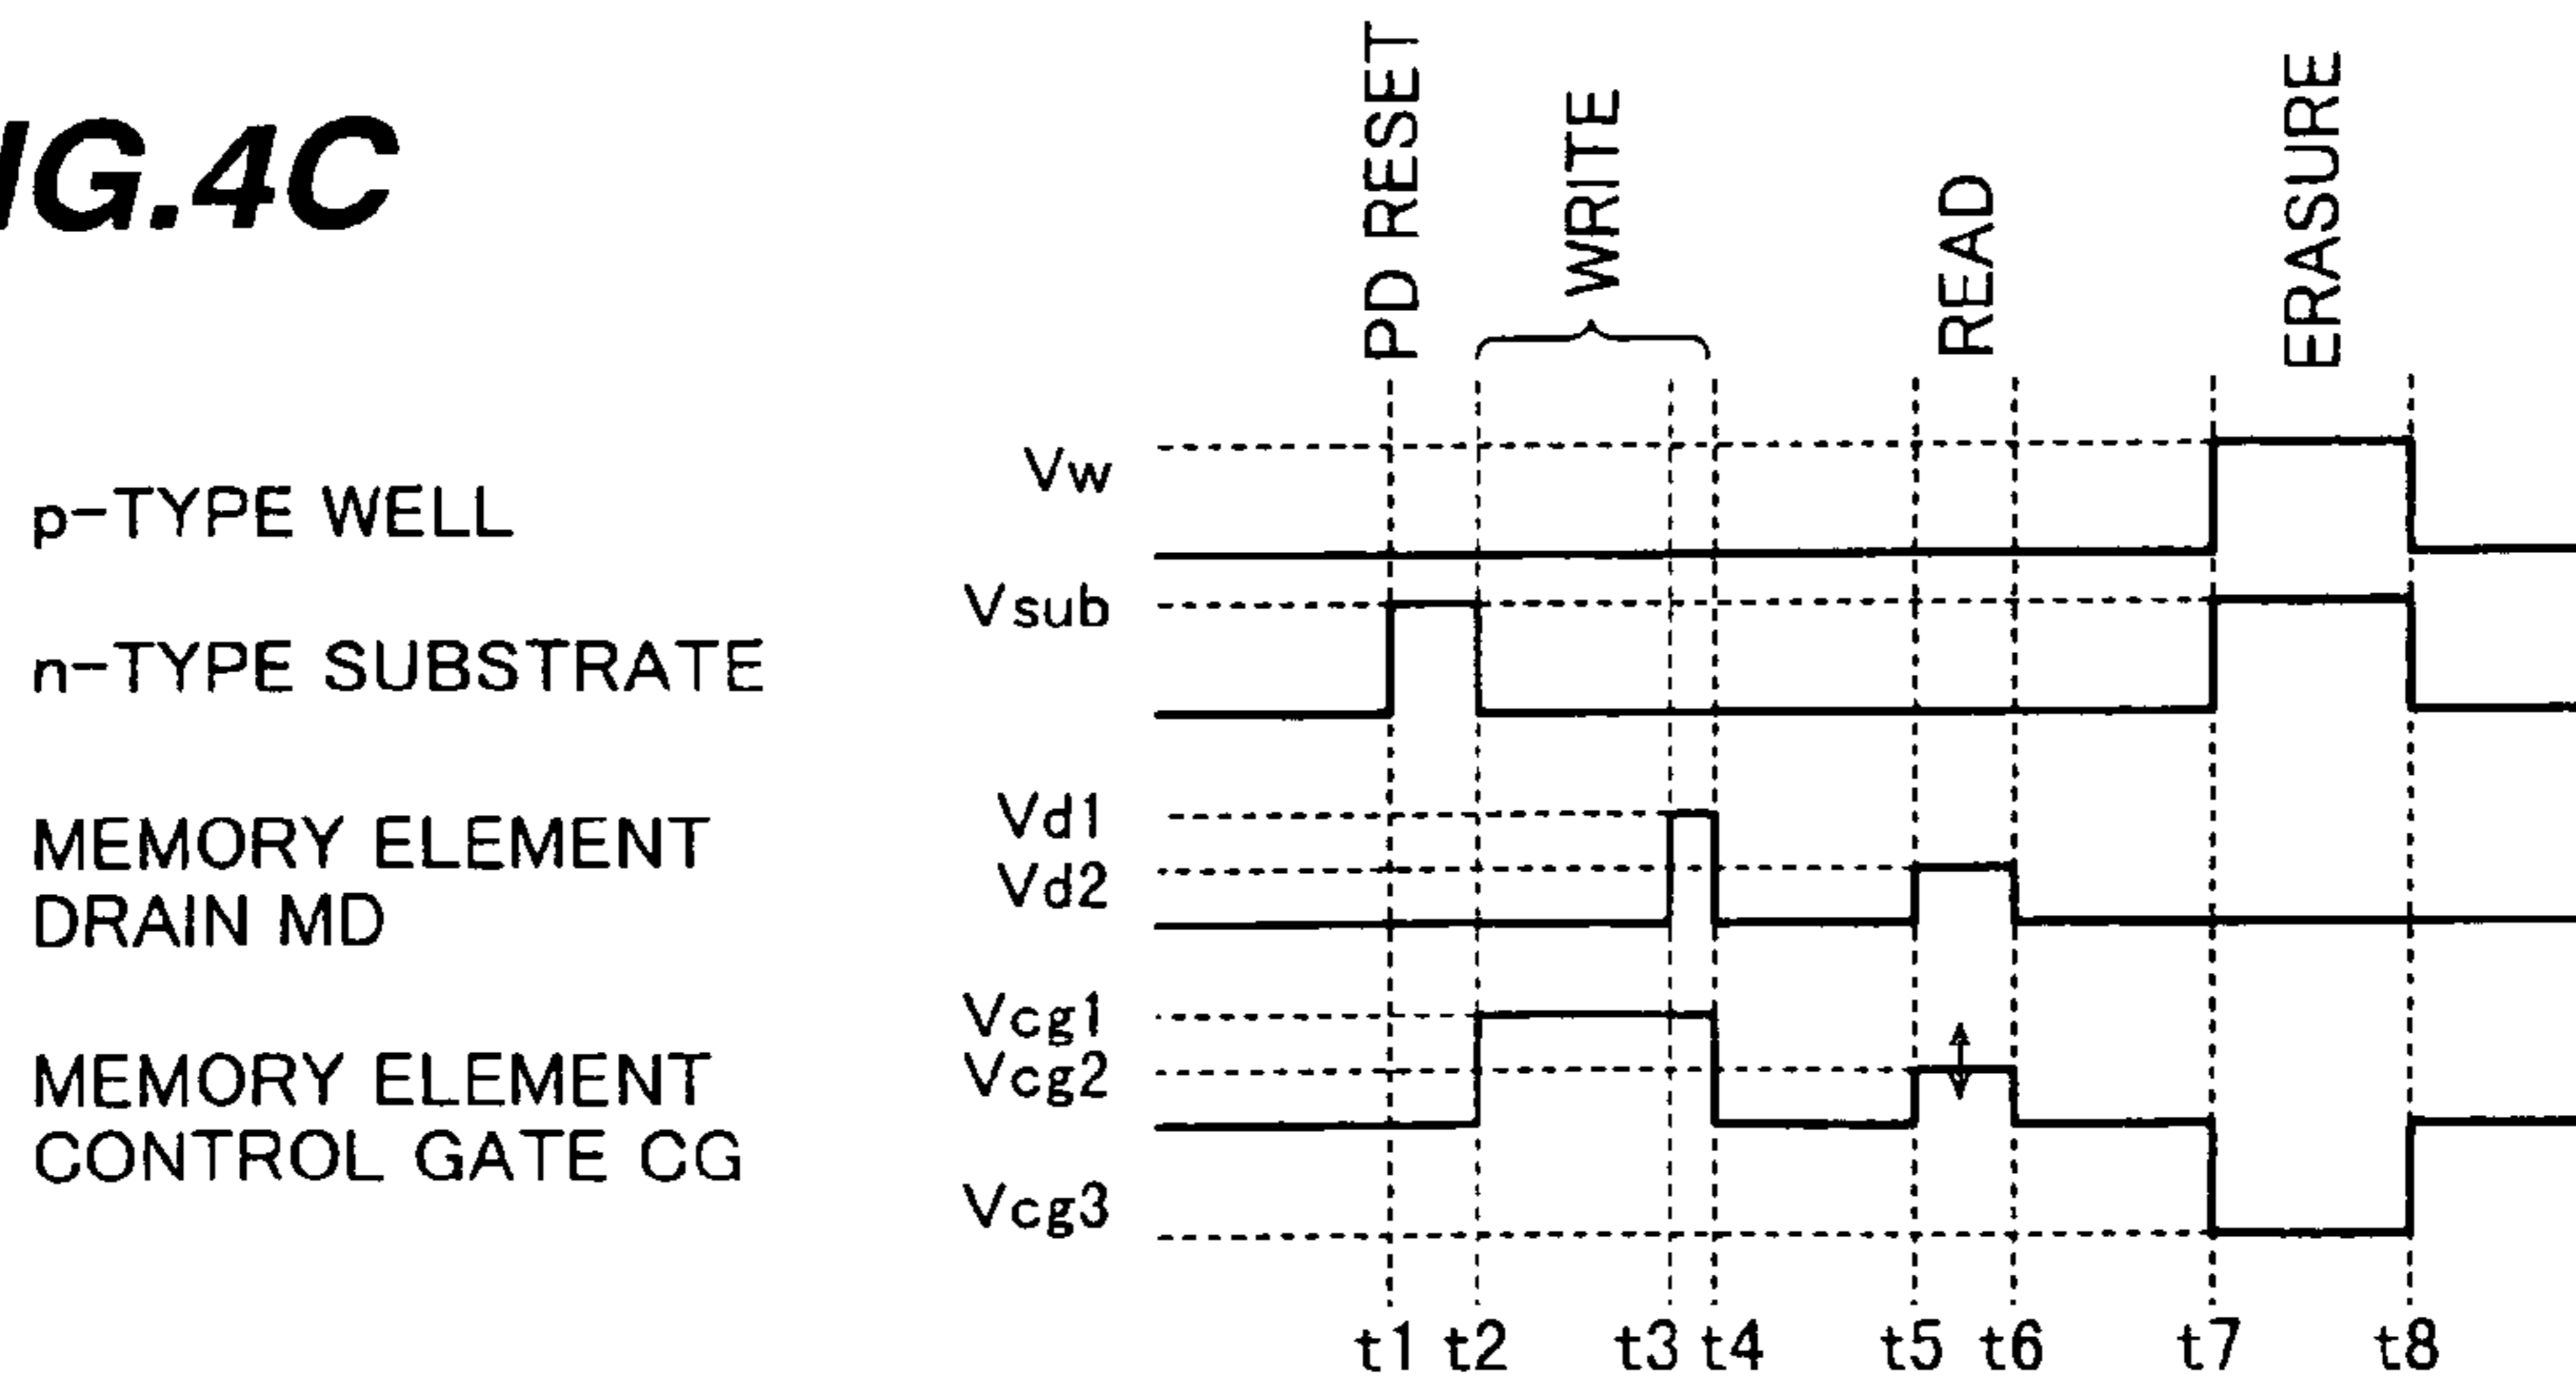 IG.4C
PD RESET
WRITE
READ
ERASURE
p-TYPE WELL
Vw
n-TYPE SUBSTRATE
Vsub
MEMORY ELEMENT
DRAIN MD
Vd1
Vd2
MEMORY ELEMENT
CONTROL GATE CG
Vcg1
Vcg2
Vcg3
t1 t2 t3 t4 t5 t6 t7 t8